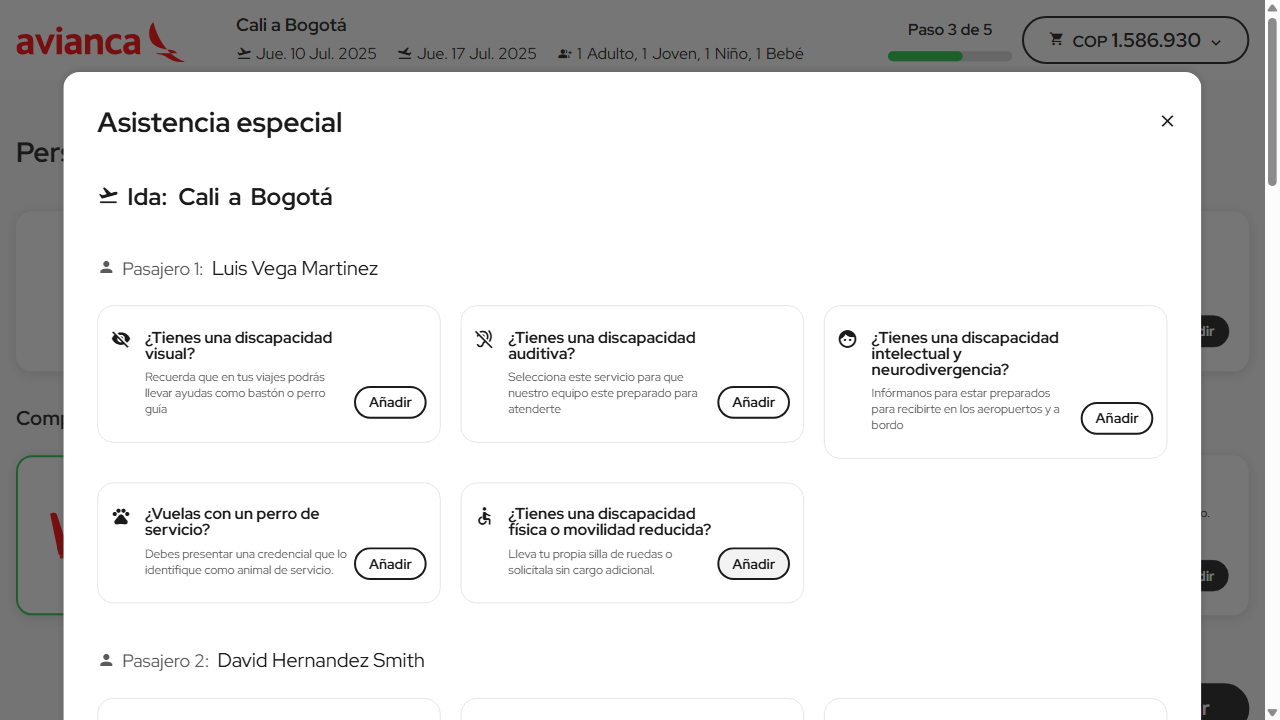 avianca
Cali a Bogotá
Jue. 10 Jul. 2025
Jue. 17 Jul. 2025
1 Adulto, 1 Joven, 1 Niño, 1 Bebé
Paso 3 de 5
COP 1.586.930
Asistencia especial
Ida: Cali a Bogotá
Pasajero 1: Luis Vega Martinez
¿Tienes una discapacidad
visual?
Recuerda que en tus viajes podrás
llevar ayudas como bastón o perro
guía
Añadir
¿Tienes una discapacidad
auditiva?
Selecciona este servicio para que
nuestro equipo este preparado para
atenderte
Añadir
¿Tienes una discapacidad
intelectual y
neurodivergencia?
Infórmanos para estar preparados
para recibirte en los aeropuertos y a
bordo
Añadir
¿Vuelas con un perro de
servicio?
Debes presentar una credencial que lo
identifique como animal de servicio.
Añadir
¿Tienes una discapacidad
física o movilidad reducida?
Lleva tu propia silla de ruedas o
solicítala sin cargo adicional.
Añadir
Pasajero 2: David Hernandez Smith